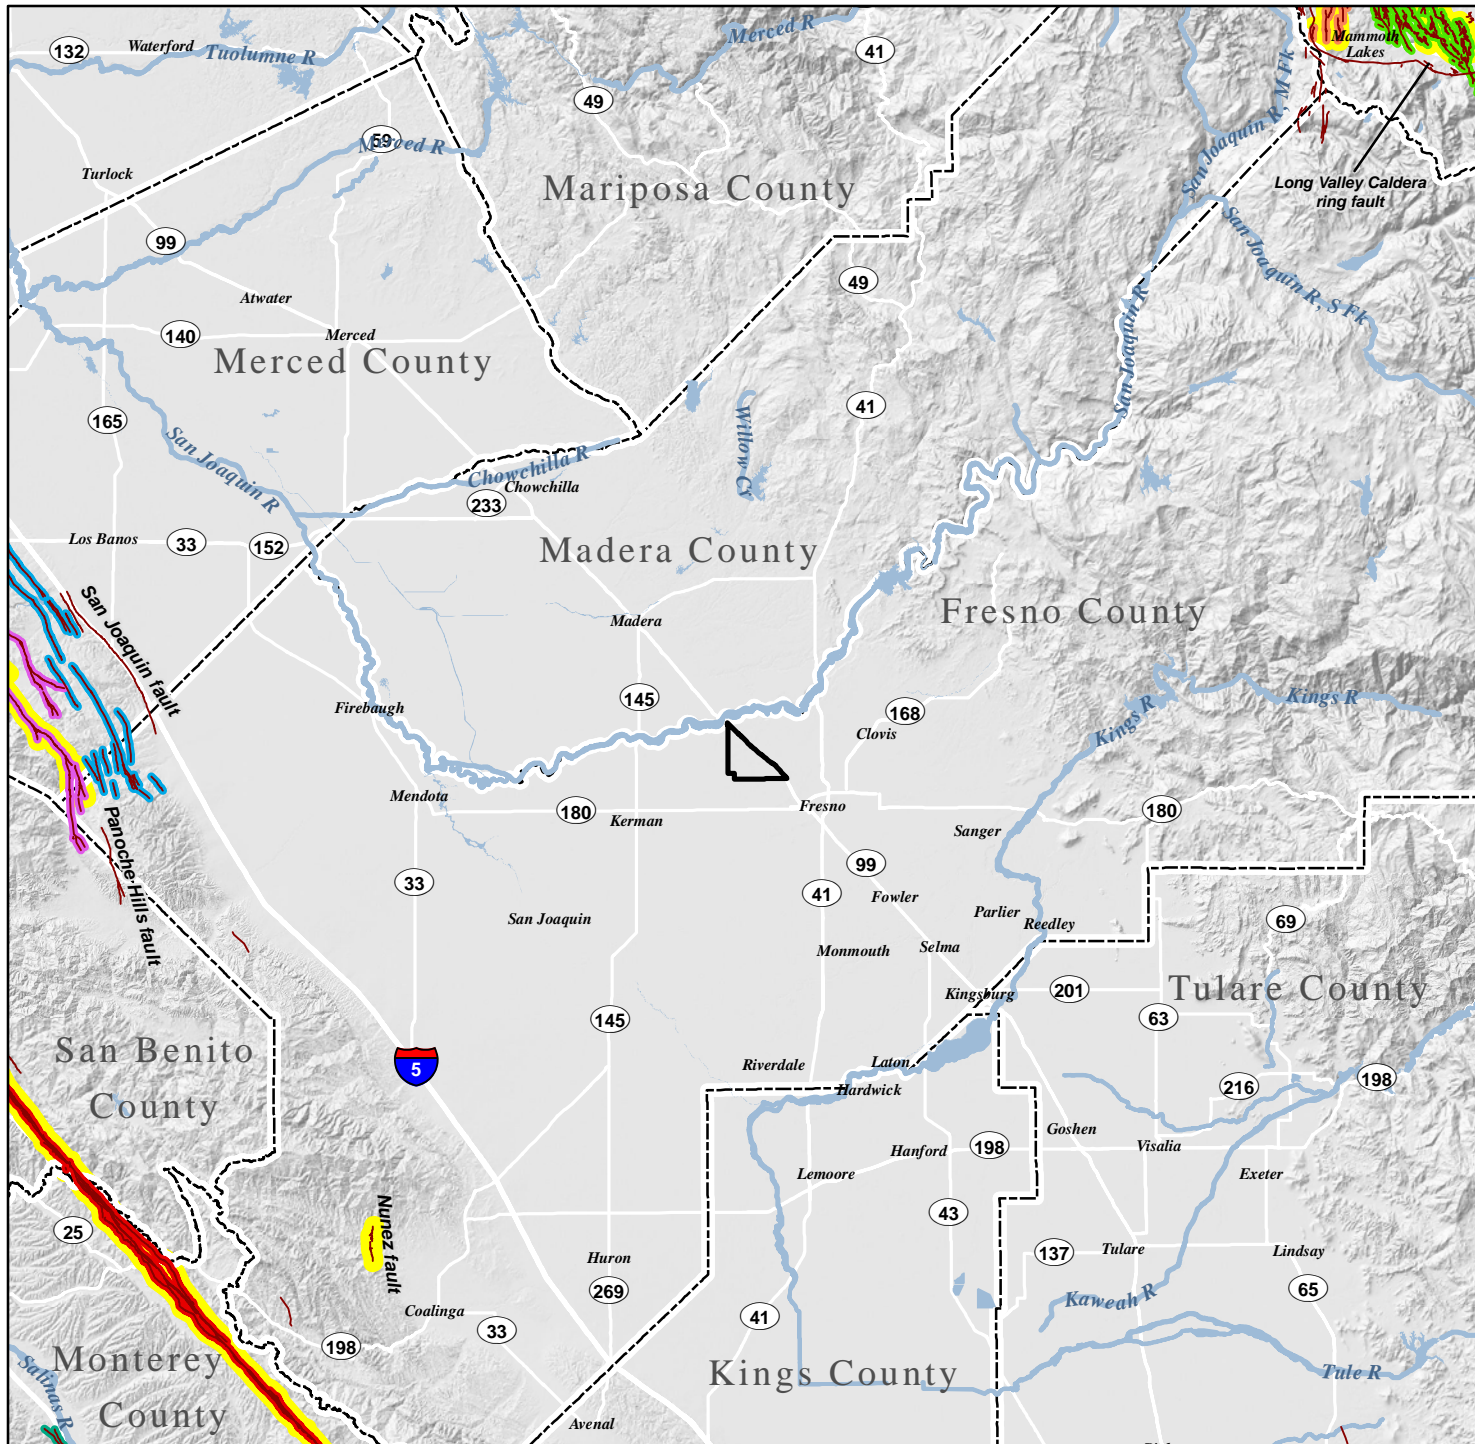 132
Waterford
Tuolumne R
Merced R
41
Mammoth
Lakes
49
59
Merced R
San Joaquin R, M Fk
Turlock
Mariposa County
Long Valley Caldera
ring fault
99
San Joaquin R, S Fk
49
Atwater
140
Merced
Merced County
San Joaquin R
165
41
Willow Cr
San Joaquin R
Chowchilla R
Chowchilla
233
Los Banos
33
152
Madera County
San Joaquin fault
Madera
Fresno County
Firebaugh
145
168
Clovis
Kings R
Kings R
Mendota
180
Kerman
Fresno
180
Sanger
Panoche Hills fault
33
99
41
Fowler
San Joaquin
Parlier
Reedley
69
Monmouth
Selma
Kingsburg
201
Tulare County
145
63
San Benito
County
5
Riverdale
Laton
Hardwick
216
198
Goshen
Visalia
Hanford
198
Lemoore
Exeter
25
Nunez fault
43
Huron
137
Tulare
Lindsay
269
Coalinga
65
Kaweah R
33
41
198
Monterey
County
Salinas R
Kings County
Tule R
Avenal